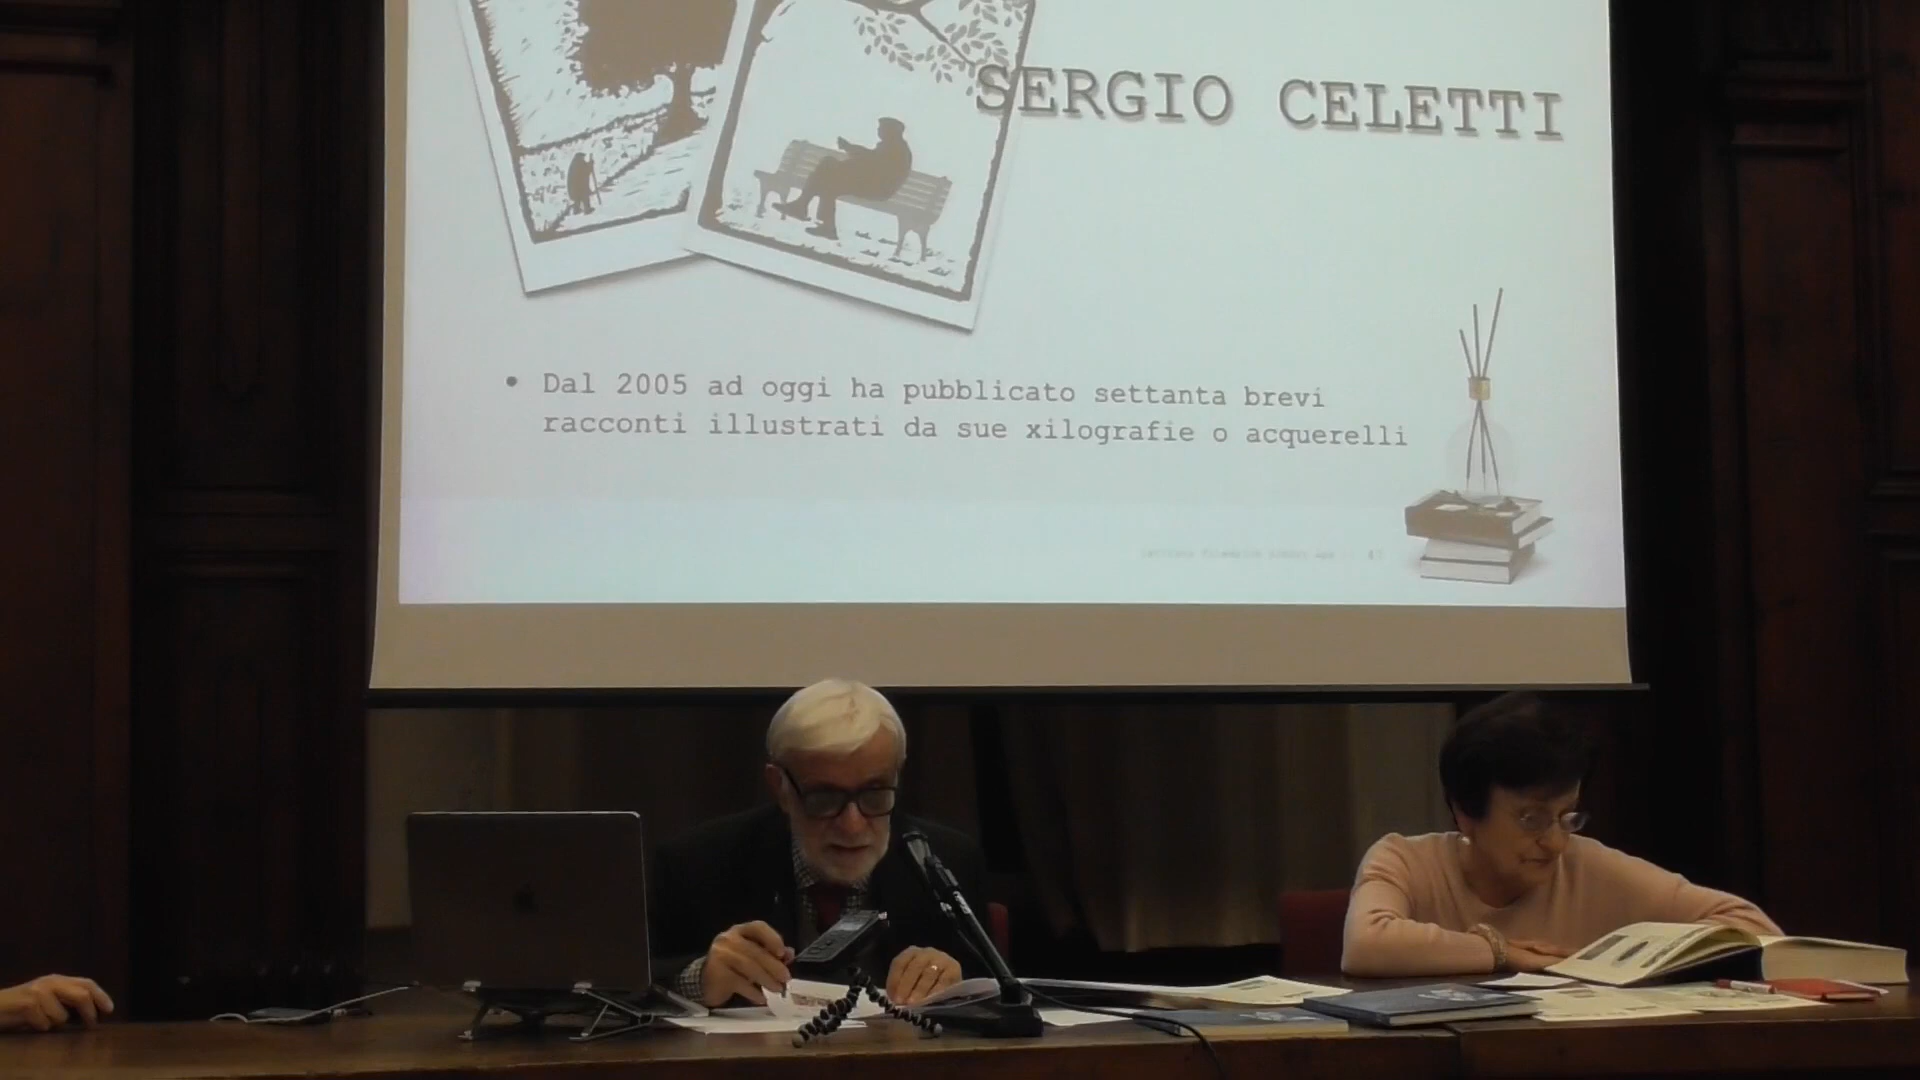 SERGIO CELETTI
• Dal 2005 ad oggi ha pubblicato settanta brevi
racconti illustrati da sue xilografie o acquerelli